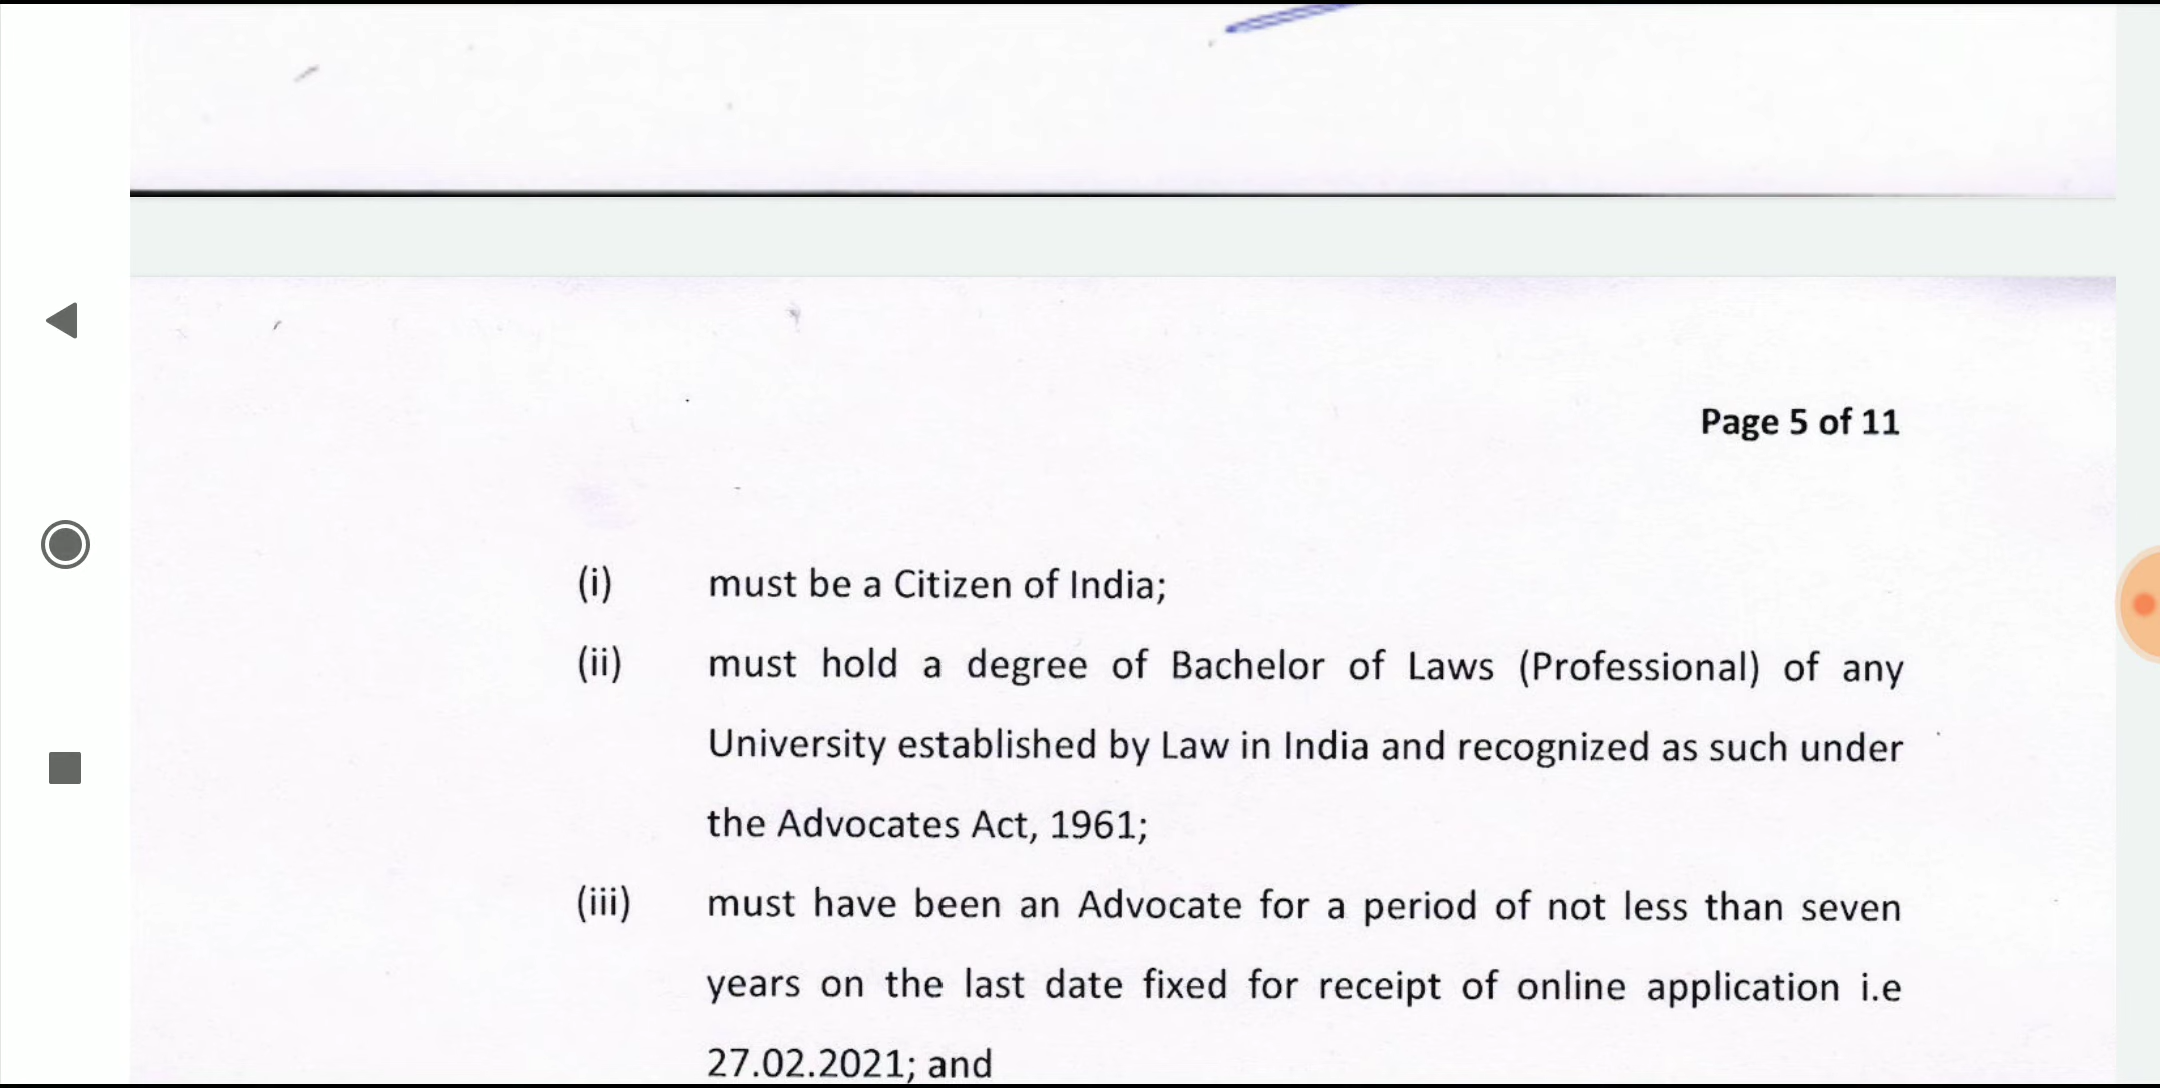 Page 5 of 11
(i) must be a Citizen of India;
(ii) must hold a degree of Bachelor of Laws (Professional) of any
University established by Law in India and recognized as such under
the Advocates Act, 1961;
(iii) must have been an Advocate for a period of not less than seven
years on the last date fixed for receipt of online application i.e
27.02.2021; and